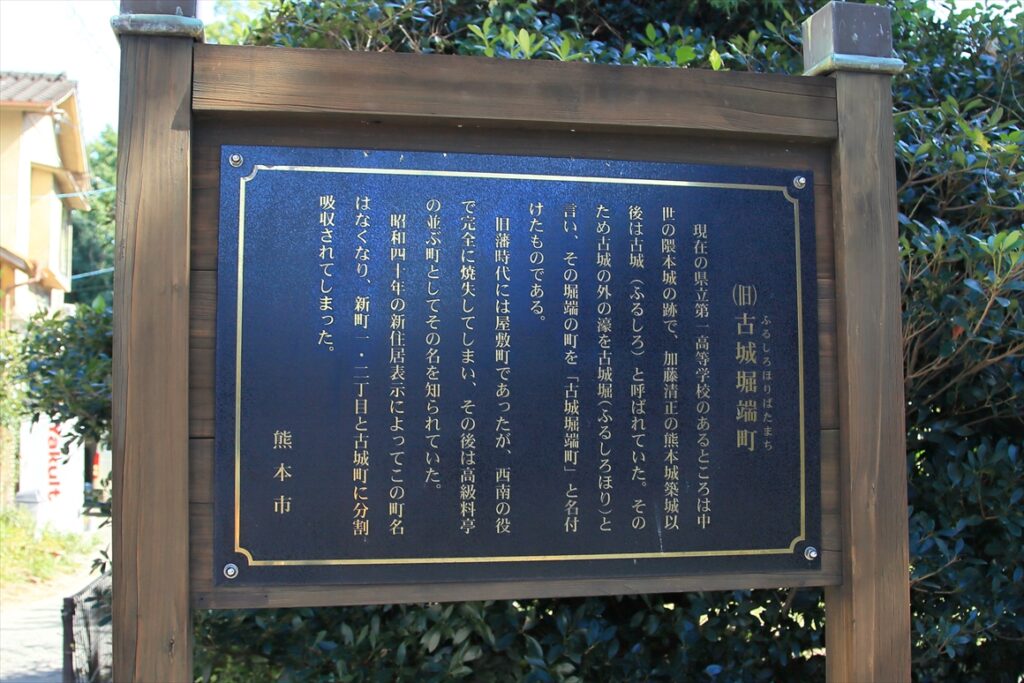 ふるしろほりばたまち
(旧)古城堀端町
現在の県立第一高等学校のあるところは中
世の隈本城の跡で、加藤清正の熊本城築城以
後は古城（ふるしろ）と呼ばれていた。その
ため古城の外の濠を古城堀(ふるしろほり)と
言い、その堀端の町を「古城堀端町」と名付
けたものである。
旧藩時代には屋敷町であったが、西南の役
で完全に焼失してしまい、その後は高級料亭
の並ぶ町としてその名を知られていた。
昭和四十年の新住居表示によってこの町名
はなくなり、新町一・二丁目と古城町に分割
吸収されてしまった。
熊本市
Yakult